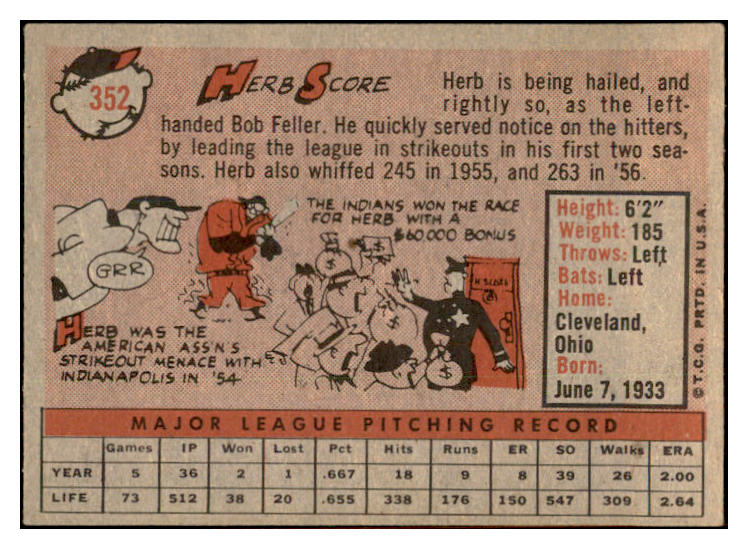 352
HERB SCORE
Herb is being hailed, and
rightly so, as the left-
handed Bob Feller. He quickly served notice on the hitters,
by leading the league in strikeouts in his first two sea-
sons. Herb also whiffed 245 in 1955, and 263 in '56.
GRR
HERB WAS THE
AMERICAN ASS'N'S
STRIKEOUT MENACE WITH
INDIANAPOLIS IN '54
THE INDIANS WON THE RACE
FOR HERB WITH A
$60,000 BONUS
H. SCORE
Height: 6'2"
Weight: 185
Throws: Left
Bats: Left
Home:
Cleveland,
Ohio
Born:
June 7, 1933
© T.C.G. PRTD. IN U.S.A.
MAJOR LEAGUE PITCHING RECORD
Games IP Won Lost Pct Hits Runs ER SO Walks ERA
YEAR 5 36 2 1 .667 18 9 8 39 26 2.00
LIFE 73 512 38 20 .655 338 176 150 547 309 2.64